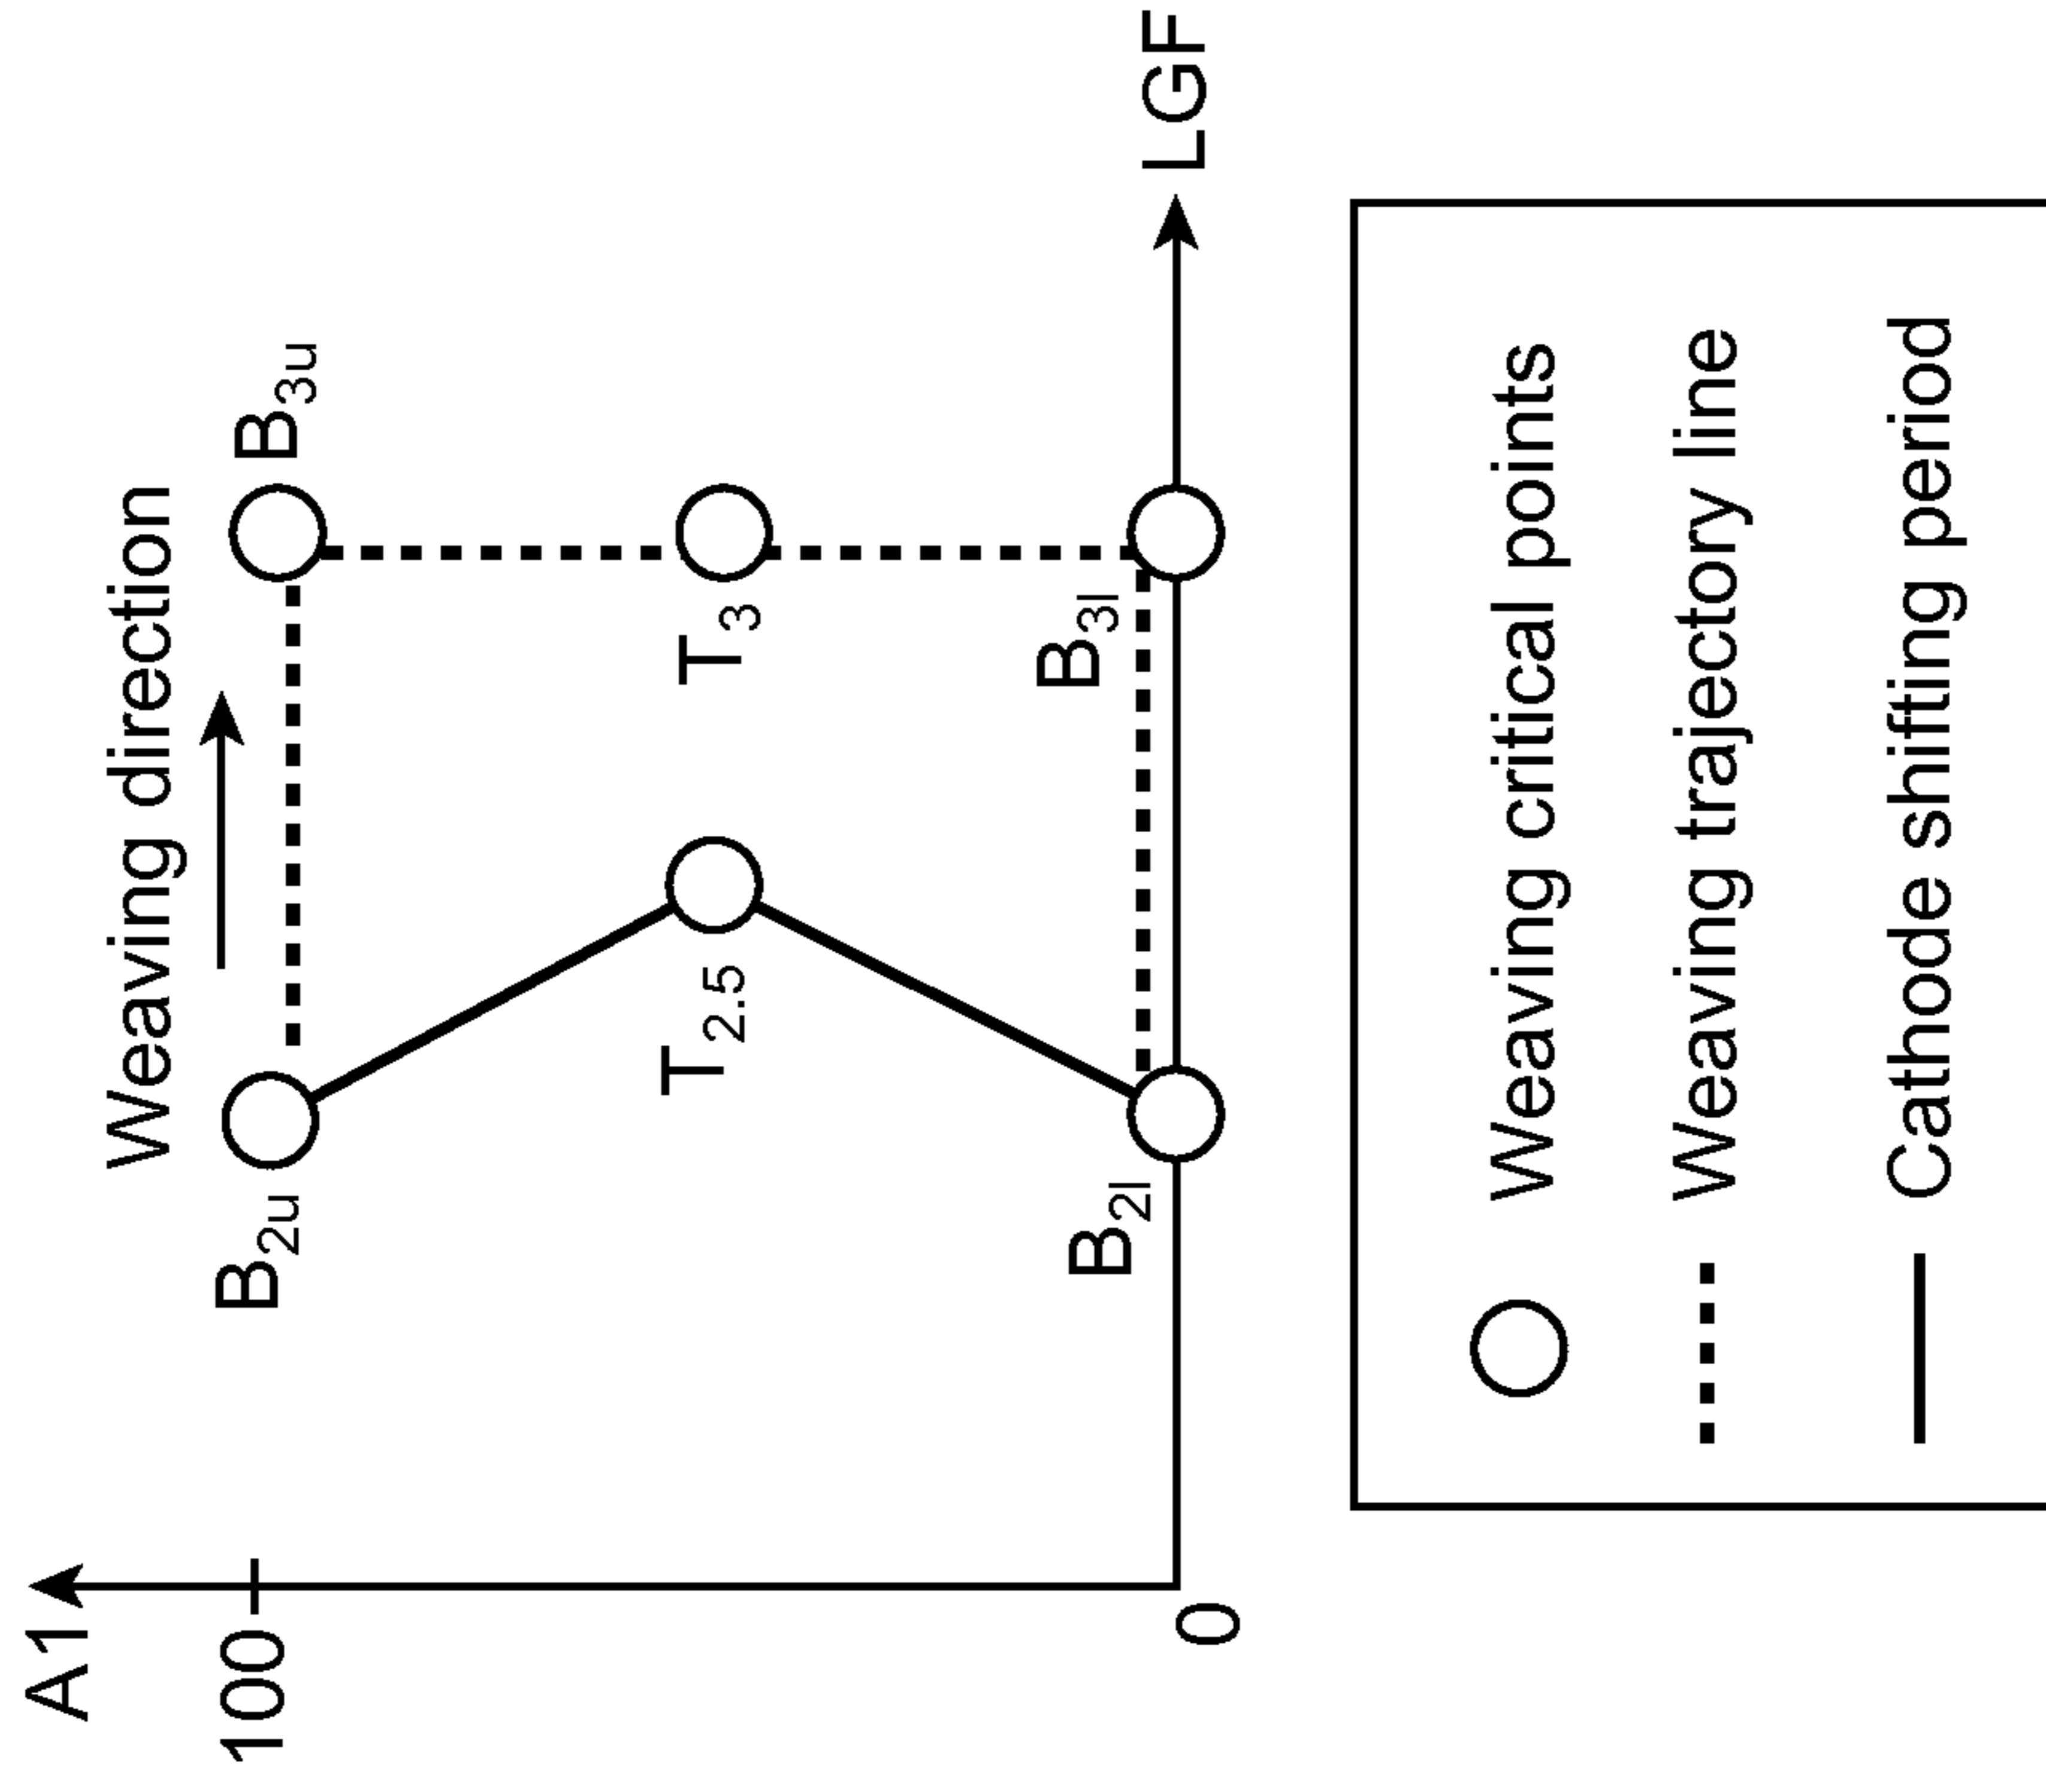 A1
100
0
LGF
Weaving direction
B2u
B3u
T2.5
T3
B2l
B3l
Weaving critical points
Weaving trajectory line
Cathode shifting period